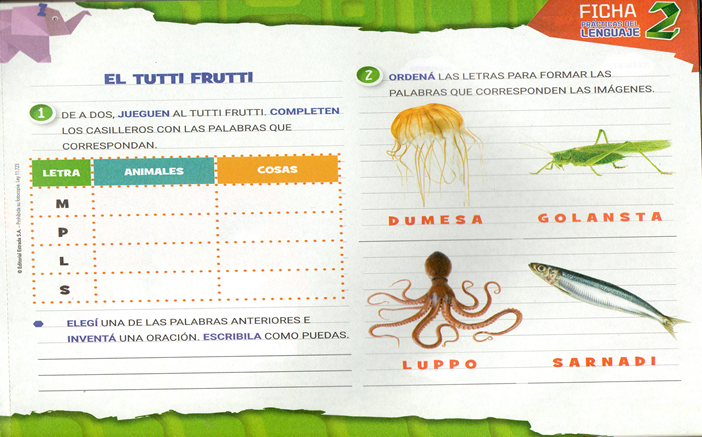 FICHA 2
PRÁCTICAS DEL
LENGUAJE
EL TUTTI FRUTTI
1 DE A DOS, JUEGUEN AL TUTTI FRUTTI. COMPLETEN
LOS CASILLEROS CON LAS PALABRAS QUE
CORRESPONDAN.
LETRA ANIMALES COSAS
M
P
L
S
ELEGÍ UNA DE LAS PALABRAS ANTERIORES E
INVENTÁ UNA ORACIÓN. ESCRIBILA COMO PUEDAS.
© Editorial Estrada S.A. - Prohibida su fotocopia. Ley 11.723
2 ORDENÁ LAS LETRAS PARA FORMAR LAS
PALABRAS QUE CORRESPONDEN LAS IMÁGENES.
DUMESA GOLANSTA
LUPPO SARNADI